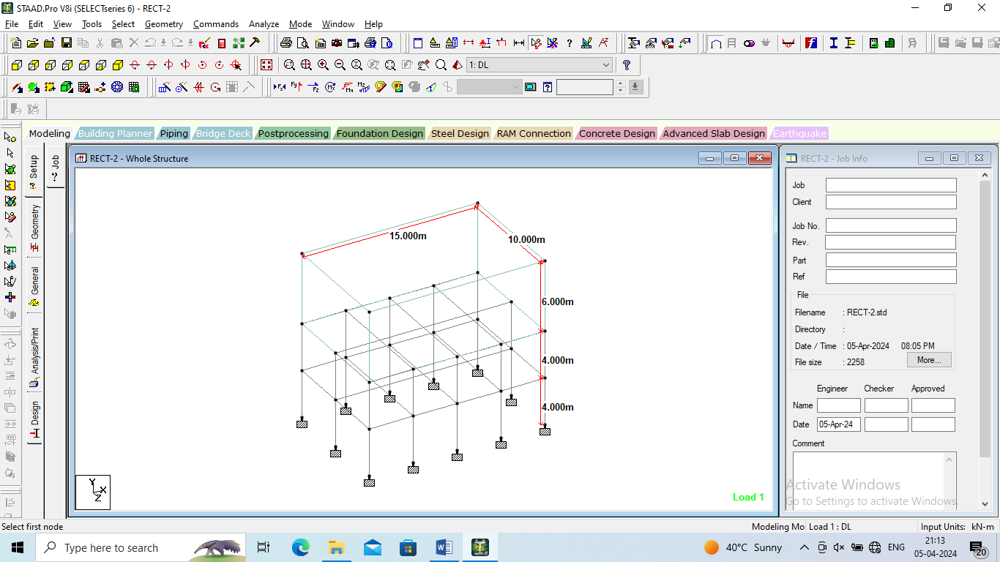 STAAD.Pro V8i (SELECTseries 6) - RECT-2
File Edit View Tools Select Geometry Commands Analyze Mode Window Help
1: DL
Modeling Building Planner Piping Bridge Deck Postprocessing Foundation Design Steel Design RAM Connection Concrete Design Advanced Slab Design Earthquake
Setup
Geometry
General
Analysis/Print
Design
Job
RECT-2 - Whole Structure
15.000m
10.000m
6.000m
4.000m
4.000m
Y
X
Z
Load 1
RECT-2 - Job Info
Job
Client
Job No.
Rev.
Part
Ref
File
Filename : RECT-2.std
Directory :
Date / Time : 05-Apr-2024 08:05 PM
File size : 2258 More...
Engineer Checker Approved
Name
Date 05-Apr-24
Comment
Activate Windows
Go to Settings to activate Windows.
Select first node
Modeling Mo Load 1 : DL Input Units: kN-m
Type here to search
40°C Sunny
ENG
21:13
05-04-2024
20